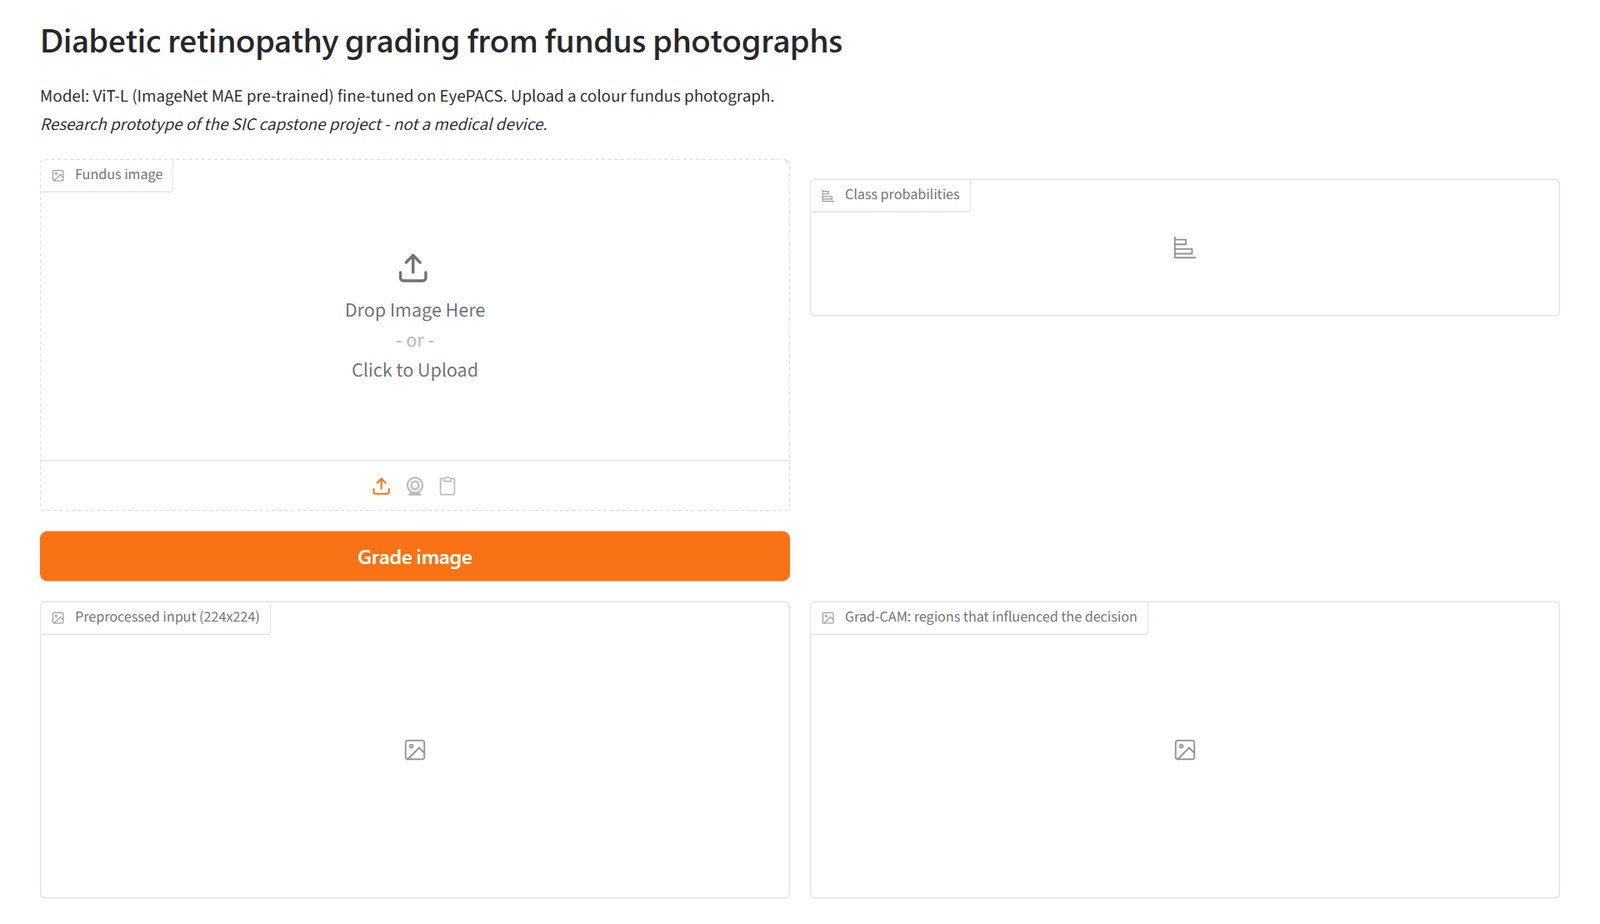 Diabetic retinopathy grading from fundus photographs
Model: ViT-L (ImageNet MAE pre-trained) fine-tuned on EyePACS. Upload a colour fundus photograph.
Research prototype of the SIC capstone project - not a medical device.
Fundus image
Drop Image Here
- or -
Click to Upload
Grade image
Class probabilities
Preprocessed input (224x224)
Grad-CAM: regions that influenced the decision